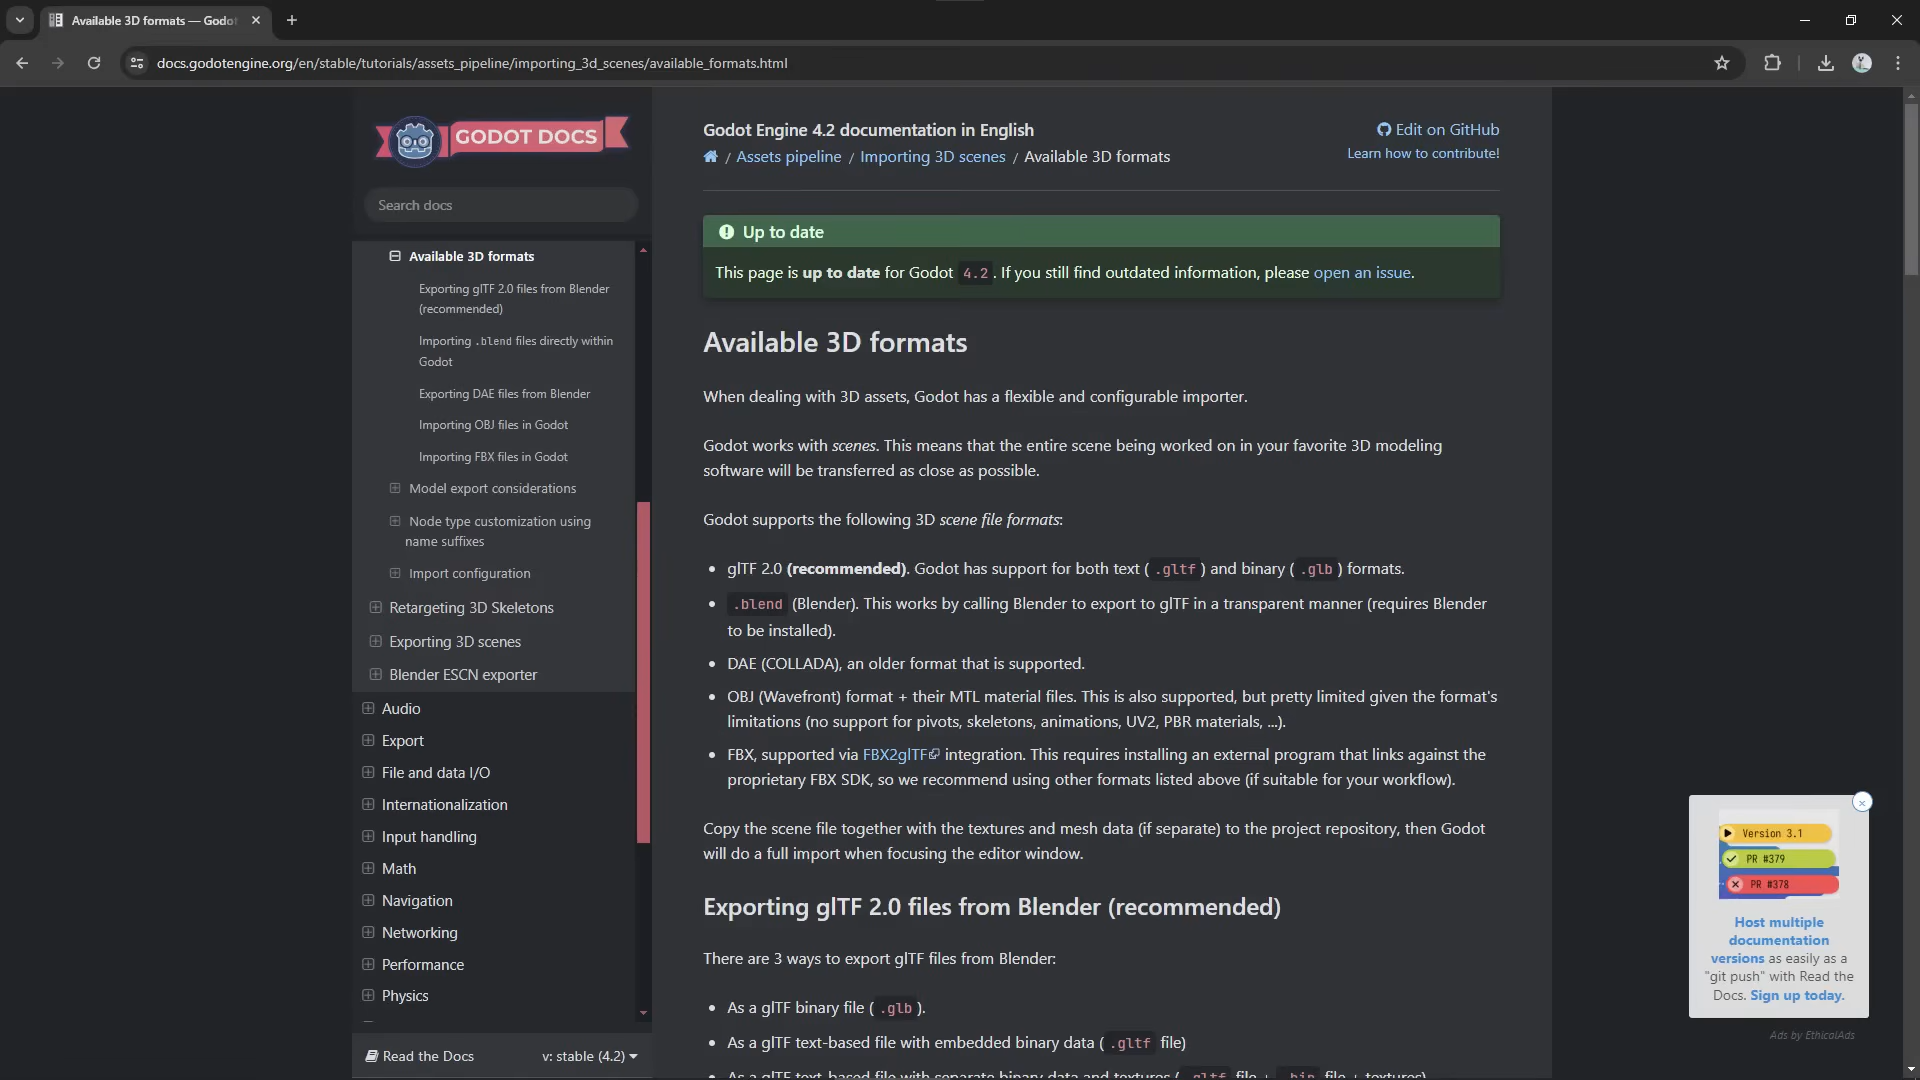 Available 3D formats — Godot
docs.godotengine.org/en/stable/tutorials/assets_pipeline/importing_3d_scenes/available_formats.html
GODOT DOCS
Search docs
Available 3D formats
Exporting glTF 2.0 files from Blender
(recommended)
Importing .blend files directly within
Godot
Exporting DAE files from Blender
Importing OBJ files in Godot
Importing FBX files in Godot
Model export considerations
Node type customization using
name suffixes
Import configuration
Retargeting 3D Skeletons
Exporting 3D scenes
Blender ESCN exporter
Audio
Export
File and data I/O
Internationalization
Input handling
Math
Navigation
Networking
Performance
Physics
Read the Docs v: stable (4.2)
Godot Engine 4.2 documentation in English
Edit on GitHub
/ Assets pipeline / Importing 3D scenes / Available 3D formats
Learn how to contribute!
Up to date
This page is up to date for Godot 4.2. If you still find outdated information, please open an issue.
Available 3D formats
When dealing with 3D assets, Godot has a flexible and configurable importer.
Godot works with scenes. This means that the entire scene being worked on in your favorite 3D modeling
software will be transferred as close as possible.
Godot supports the following 3D scene file formats:
• glTF 2.0 (recommended). Godot has support for both text ( .gltf ) and binary ( .glb ) formats.
• .blend (Blender). This works by calling Blender to export to glTF in a transparent manner (requires Blender
to be installed).
• DAE (COLLADA), an older format that is supported.
• OBJ (Wavefront) format + their MTL material files. This is also supported, but pretty limited given the format's
limitations (no support for pivots, skeletons, animations, UV2, PBR materials, ...).
• FBX, supported via FBX2glTF integration. This requires installing an external program that links against the
proprietary FBX SDK, so we recommend using other formats listed above (if suitable for your workflow).
Copy the scene file together with the textures and mesh data (if separate) to the project repository, then Godot
will do a full import when focusing the editor window.
Exporting glTF 2.0 files from Blender (recommended)
There are 3 ways to export glTF files from Blender:
• As a glTF binary file ( .glb ).
• As a glTF text-based file with embedded binary data ( .gltf file)
• As a glTF text-based file with separate binary data and textures ( .gltf file + .bin file + textures)
Version 3.1
PR #379
PR #378
Host multiple
documentation
versions as easily as a
"git push" with Read the
Docs. Sign up today.
Ads by EthicalAds